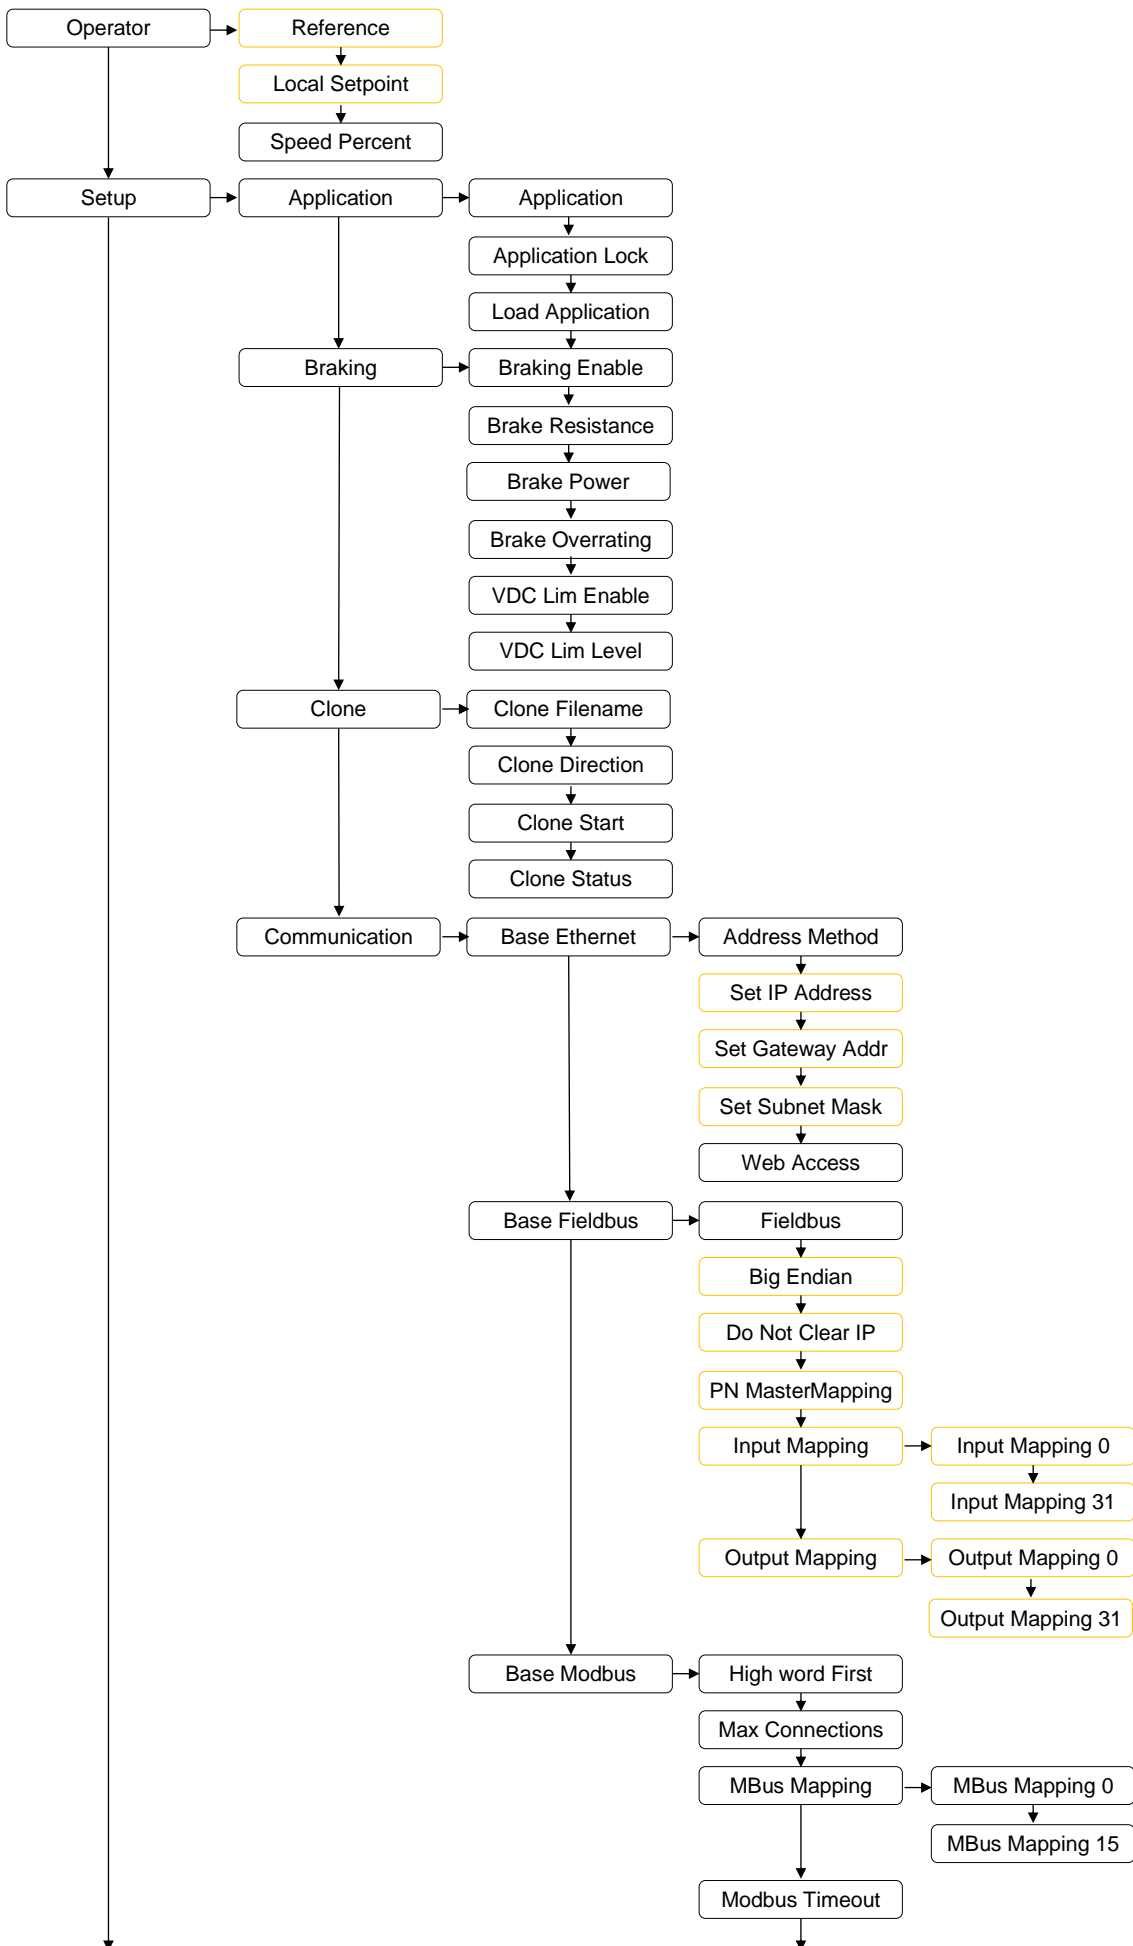 Operator
Reference
Local Setpoint
Speed Percent
Setup
Application
Application
Application Lock
Load Application
Braking
Braking Enable
Brake Resistance
Brake Power
Brake Overrating
VDC Lim Enable
VDC Lim Level
Clone
Clone Filename
Clone Direction
Clone Start
Clone Status
Communication
Base Ethernet
Address Method
Set IP Address
Set Gateway Addr
Set Subnet Mask
Web Access
Base Fieldbus
Fieldbus
Big Endian
Do Not Clear IP
PN MasterMapping
Input Mapping
Input Mapping 0
Input Mapping 31
Output Mapping
Output Mapping 0
Output Mapping 31
Base Modbus
High word First
Max Connections
MBus Mapping
MBus Mapping 0
MBus Mapping 15
Modbus Timeout